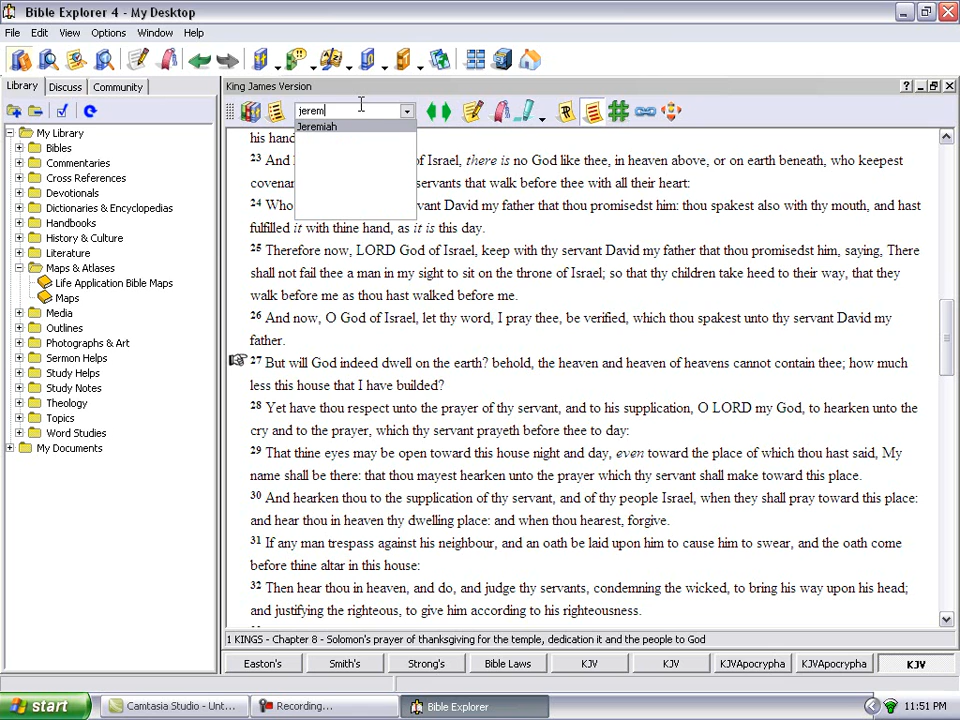 Bible Explorer 4 - My Desktop
File Edit View Options Window Help
Library Discuss Community
My Library
Bibles
Commentaries
Cross References
Devotionals
Dictionaries & Encyclopedias
Handbooks
History & Culture
Literature
Maps & Atlases
Life Application Bible Maps
Maps
Media
Outlines
Photographs & Art
Sermon Helps
Study Helps
Study Notes
Theology
Topics
Word Studies
My Documents
King James Version
jerem
Jeremiah
his hand
23 And of Israel, there is no God like thee, in heaven above, or on earth beneath, who keepest
covenan servants that walk before thee with all their heart:
24 Who vant David my father that thou promisedst him: thou spakest also with thy mouth, and hast
fulfilled it with thine hand, as it is this day.
25 Therefore now, LORD God of Israel, keep with thy servant David my father that thou promisedst him, saying, There
shall not fail thee a man in my sight to sit on the throne of Israel; so that thy children take heed to their way, that they
walk before me as thou hast walked before me.
26 And now, O God of Israel, let thy word, I pray thee, be verified, which thou spakest unto thy servant David my
father.
27 But will God indeed dwell on the earth? behold, the heaven and heaven of heavens cannot contain thee; how much
less this house that I have builded?
28 Yet have thou respect unto the prayer of thy servant, and to his supplication, O LORD my God, to hearken unto the
cry and to the prayer, which thy servant prayeth before thee to day:
29 That thine eyes may be open toward this house night and day, even toward the place of which thou hast said, My
name shall be there: that thou mayest hearken unto the prayer which thy servant shall make toward this place.
30 And hearken thou to the supplication of thy servant, and of thy people Israel, when they shall pray toward this place:
and hear thou in heaven thy dwelling place: and when thou hearest, forgive.
31 If any man trespass against his neighbour, and an oath be laid upon him to cause him to swear, and the oath come
before thine altar in this house:
32 Then hear thou in heaven, and do, and judge thy servants, condemning the wicked, to bring his way upon his head;
and justifying the righteous, to give him according to his righteousness.
1 KINGS - Chapter 8 - Solomon's prayer of thanksgiving for the temple, dedication it and the people to God
Easton's Smith's Strong's Bible Laws KJV KJV KJVApocrypha KJVApocrypha KJV
start Camtasia Studio - Unt... Recording... Bible Explorer 11:51 PM